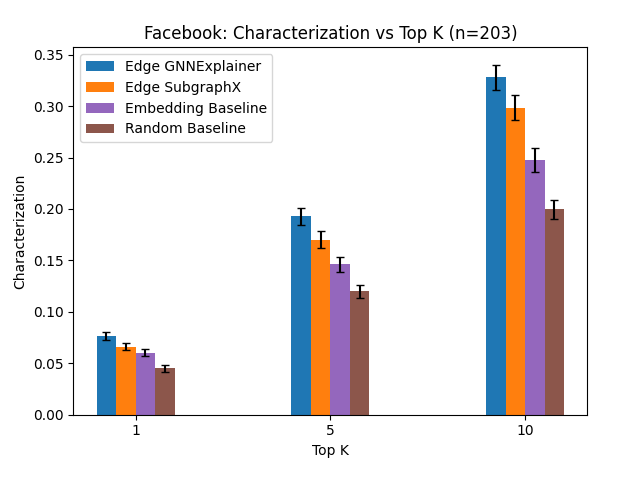 Facebook: Characterization vs Top K (n=203)
Edge GNNExplainer
Edge SubgraphX
Embedding Baseline
Random Baseline
Characterization
0.35
0.30
0.25
0.20
0.15
0.10
0.05
0.00
1
5
10
Top K